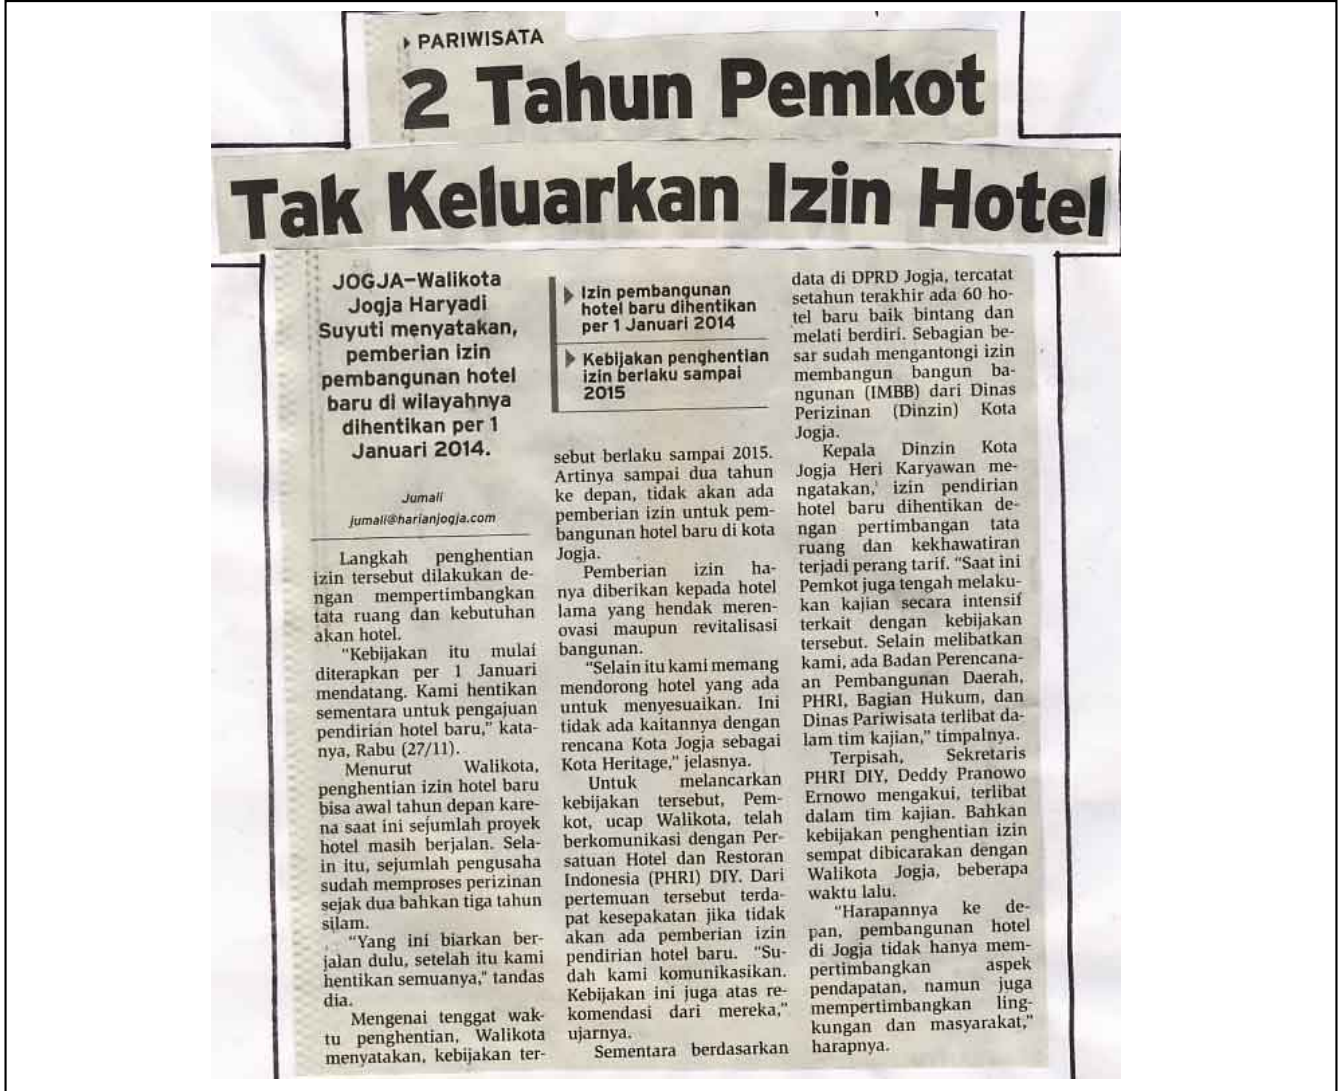 PARIWISATA
2 Tahun Pemkot
Tak Keluarkan Izin Hotel
JOGJA–Walikota
Jogja Haryadi
Suyuti menyatakan,
pemberian izin
pembangunan hotel
baru di wilayahnya
dihentikan per 1
Januari 2014.
Jumali
jumali@harianjogja.com
Langkah penghentian
izin tersebut dilakukan de-
ngan mempertimbangkan
tata ruang dan kebutuhan
akan hotel.
"Kebijakan itu mulai
diterapkan per 1 Januari
mendatang. Kami hentikan
sementara untuk pengajuan
pendirian hotel baru," kata-
nya, Rabu (27/11).
Menurut Walikota,
penghentian izin hotel baru
bisa awal tahun depan kare-
na saat ini sejumlah proyek
hotel masih berjalan. Sela-
in itu, sejumlah pengusaha
sudah memproses perizinan
sejak dua bahkan tiga tahun
silam.
"Yang ini biarkan ber-
jalan dulu, setelah itu kami
hentikan semuanya," tandas
dia.
Mengenai tenggat wak-
tu penghentian, Walikota
menyatakan, kebijakan ter-
Izin pembangunan
hotel baru dihentikan
per 1 Januari 2014
Kebijakan penghentian
izin berlaku sampai
2015
sebut berlaku sampai 2015.
Artinya sampai dua tahun
ke depan, tidak akan ada
pemberian izin untuk pem-
bangunan hotel baru di kota
Jogja.
Pemberian izin ha-
nya diberikan kepada hotel
lama yang hendak meren-
ovasi maupun revitalisasi
bangunan.
"Selain itu kami memang
mendorong hotel yang ada
untuk menyesuaikan. Ini
tidak ada kaitannya dengan
rencana Kota Jogja sebagai
Kota Heritage," jelasnya.
Untuk melancarkan
kebijakan tersebut, Pem-
kot, ucap Walikota, telah
berkomunikasi dengan Per-
satuan Hotel dan Restoran
Indonesia (PHRI) DIY. Dari
pertemuan tersebut terda-
pat kesepakatan jika tidak
akan ada pemberian izin
pendirian hotel baru. "Su-
dah kami komunikasikan.
Kebijakan ini juga atas re-
komendasi dari mereka,"
ujarnya.
Sementara berdasarkan
data di DPRD Jogja, tercatat
setahun terakhir ada 60 ho-
tel baru baik bintang dan
melati berdiri. Sebagian be-
sar sudah mengantongi izin
membangun bangun ba-
ngunan (IMBB) dari Dinas
Perizinan (Dinzin) Kota
Jogja.
Kepala Dinzin Kota
Jogja Heri Karyawan me-
ngatakan, izin pendirian
hotel baru dihentikan de-
ngan pertimbangan tata
ruang dan kekhawatiran
terjadi perang tarif. "Saat ini
Pemkot juga tengah melaku-
kan kajian secara intensif
terkait dengan kebijakan
tersebut. Selain melibatkan
kami, ada Badan Perencana-
an Pembangunan Daerah,
PHRI, Bagian Hukum, dan
Dinas Pariwisata terlibat da-
lam tim kajian," timpalnya.
Terpisah, Sekretaris
PHRI DIY, Deddy Pranowo
Ernowo mengakui, terlibat
dalam tim kajian. Bahkan
kebijakan penghentian izin
sempat dibicarakan dengan
Walikota Jogja, beberapa
waktu lalu.
"Harapannya ke de-
pan, pembangunan hotel
di Jogja tidak hanya mem-
pertimbangkan aspek
pendapatan, namun juga
mempertimbangkan ling-
kungan dan masyarakat,"
harapnya.